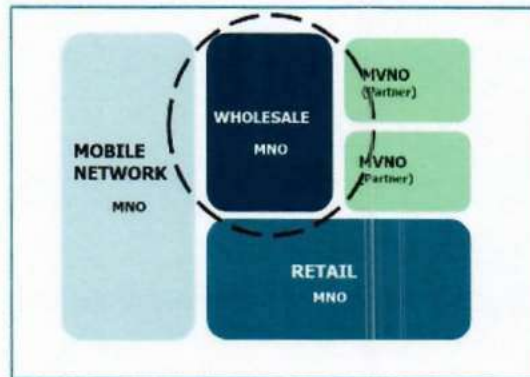 MOBILE
NETWORK
MNO
WHOLESALE
MNO
MVNO
(Partner)
MVNO
(Partner)
RETAIL
MNO